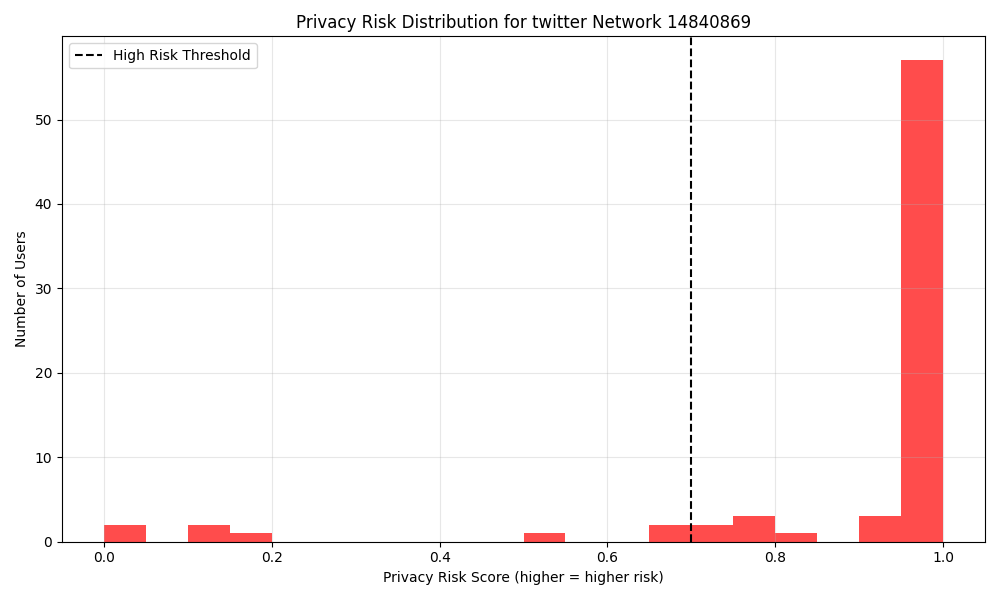 Privacy Risk Distribution for twitter Network 14840869
High Risk Threshold
Number of Users
50
40
30
20
10
0
0.0 0.2 0.4 0.6 0.8 1.0
Privacy Risk Score (higher = higher risk)